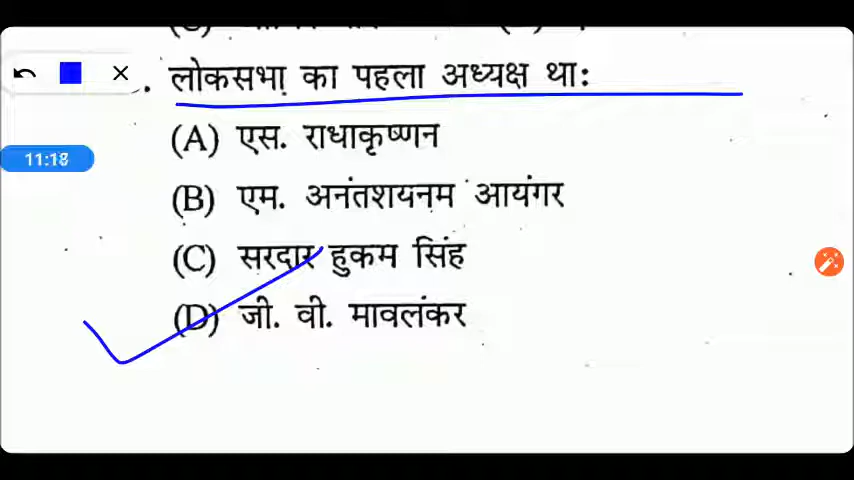 . लोकसभा का पहला अध्यक्ष था:
11:18
(A) एस. राधाकृष्णन
(B) एम. अनंतशयनम आयंगर
(C) सरदार हुकम सिंह
(D) जी. वी. मावलंकर